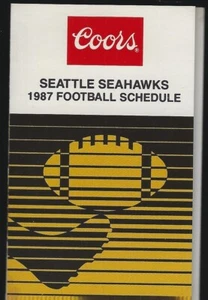 Coors
SEATTLE SEAHAWKS
1987 FOOTBALL SCHEDULE